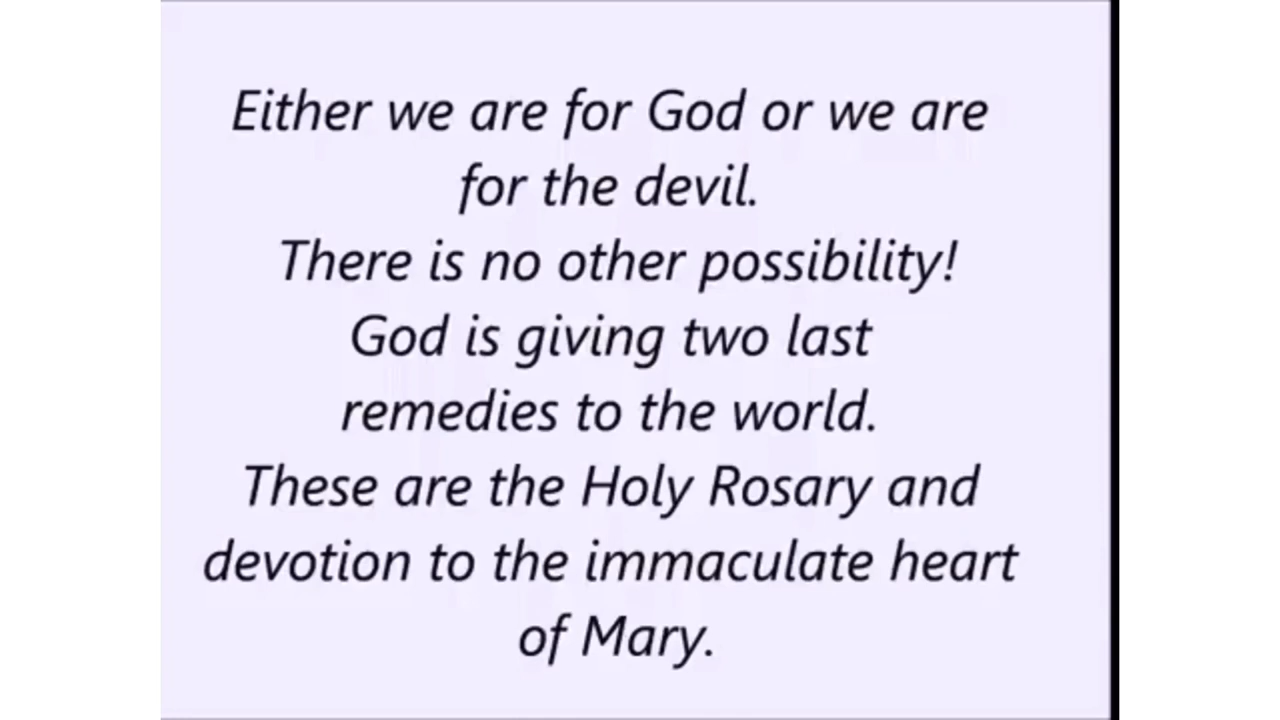 Either we are for God or we are
for the devil.
There is no other possibility!
God is giving two last
remedies to the world.
These are the Holy Rosary and
devotion to the immaculate heart
of Mary.